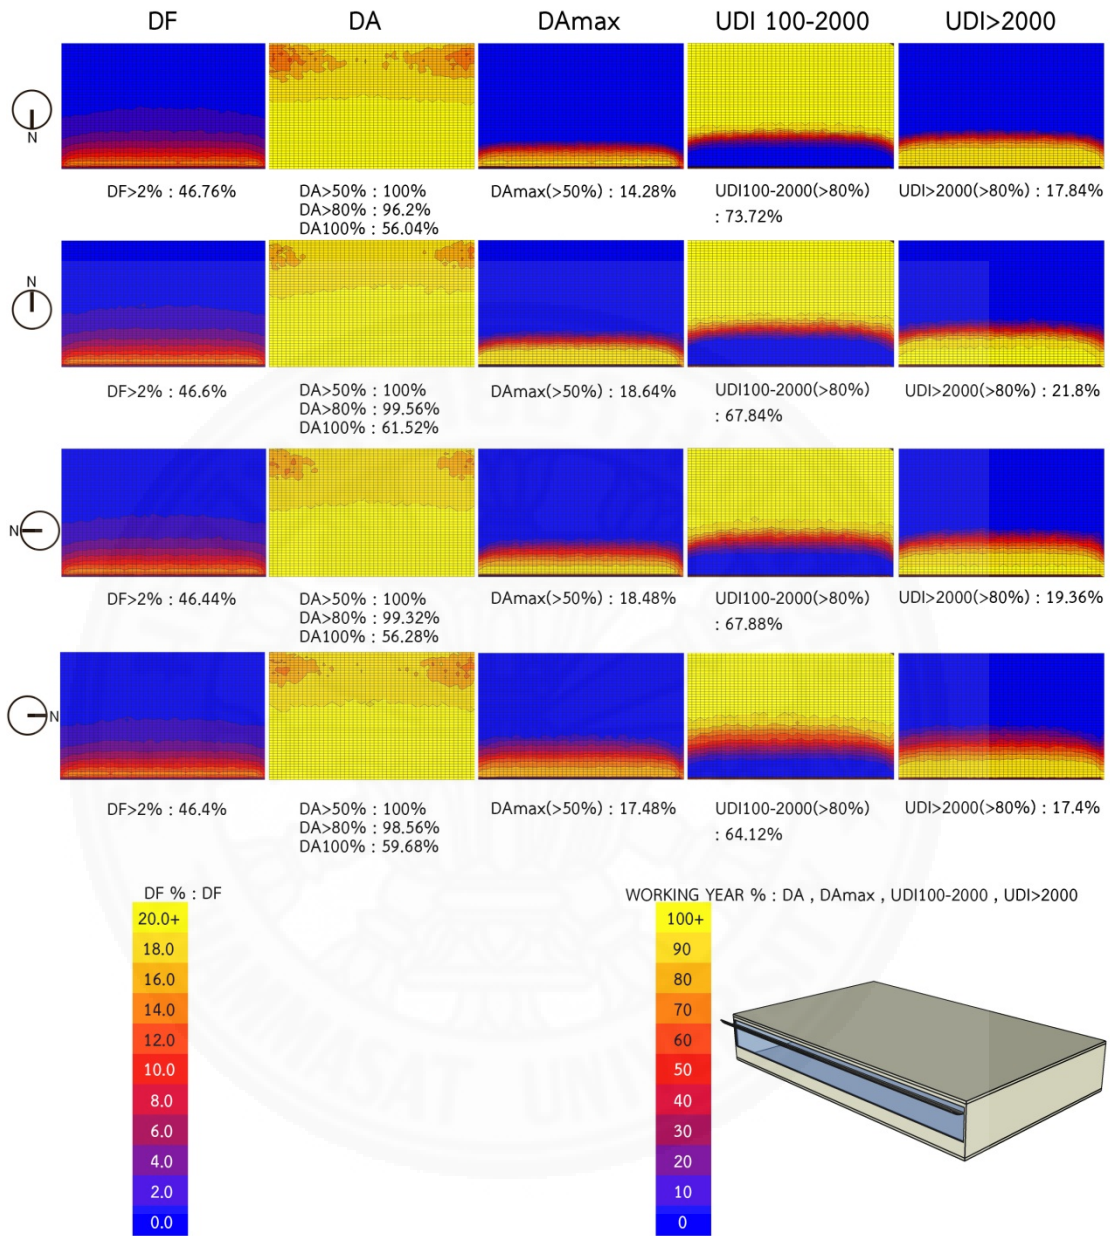 DF DA DAmax UDI 100-2000 UDI>2000
N
DF>2% : 46.76% DA>50% : 100% DAmax(>50%) : 14.28% UDI100-2000(>80%) UDI>2000(>80%) : 17.84%
DA>80% : 96.2% : 73.72%
DA100% : 56.04%
N
DF>2% : 46.6% DA>50% : 100% DAmax(>50%) : 18.64% UDI100-2000(>80%) UDI>2000(>80%) : 21.8%
DA>80% : 99.56% : 67.84%
DA100% : 61.52%
N
DF>2% : 46.44% DA>50% : 100% DAmax(>50%) : 18.48% UDI100-2000(>80%) UDI>2000(>80%) : 19.36%
DA>80% : 99.32% : 67.88%
DA100% : 56.28%
N
DF>2% : 46.4% DA>50% : 100% DAmax(>50%) : 17.48% UDI100-2000(>80%) UDI>2000(>80%) : 17.4%
DA>80% : 98.56% : 64.12%
DA100% : 59.68%
DF % : DF
20.0+
18.0
16.0
14.0
12.0
10.0
8.0
6.0
4.0
2.0
0.0
WORKING YEAR % : DA , DAmax , UDI100-2000 , UDI>2000
100+
90
80
70
60
50
40
30
20
10
0
THAMMASAT UNIVERSITY